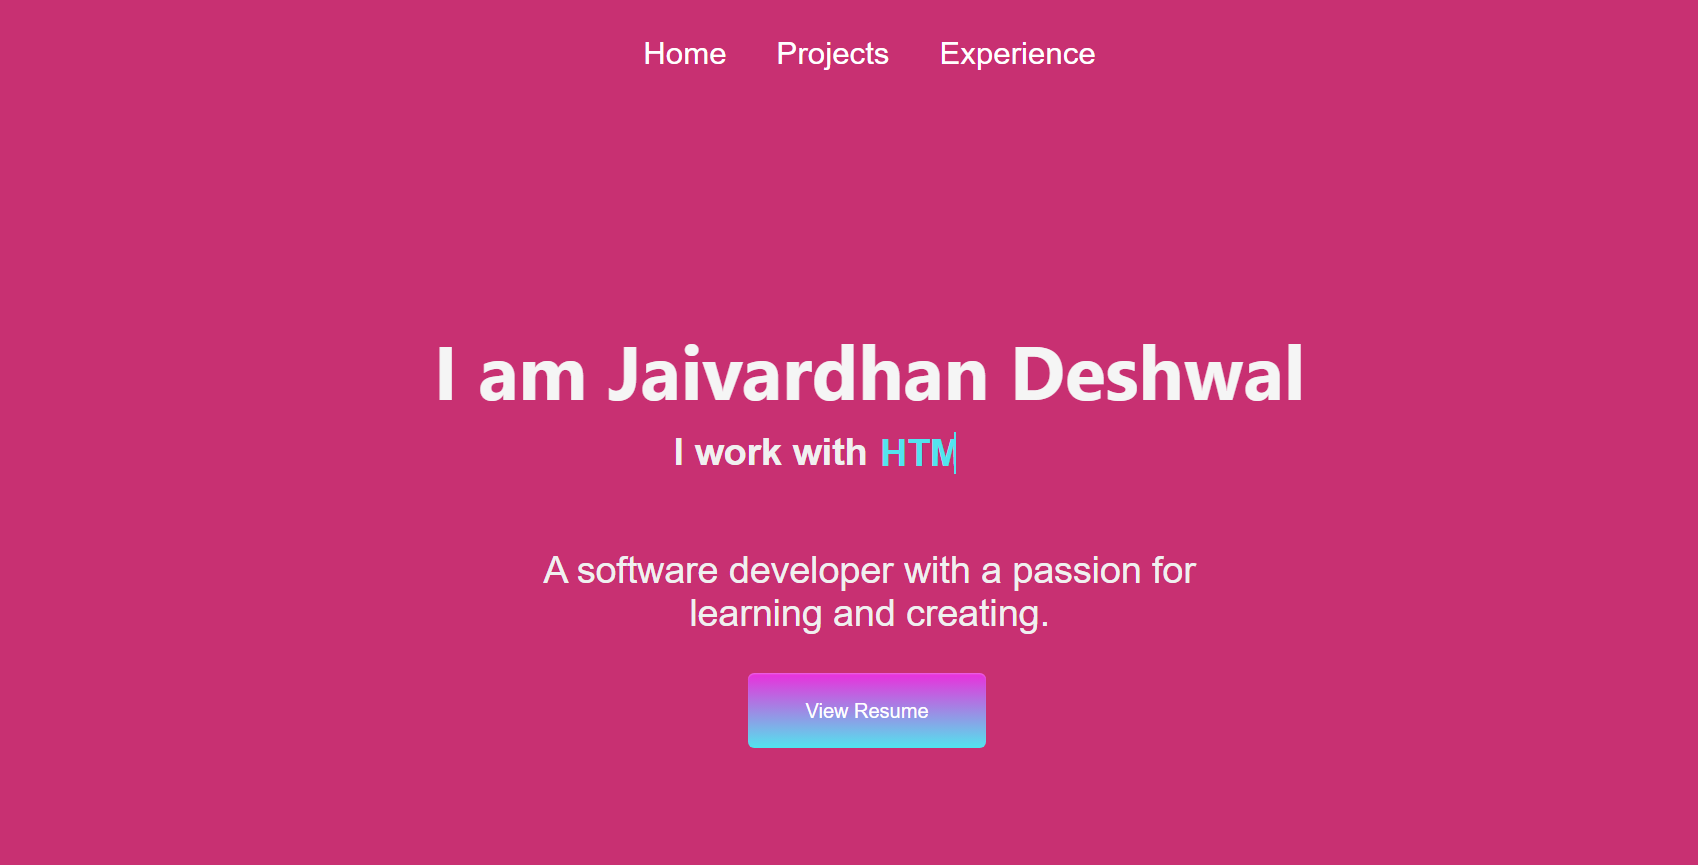 Home Projects Experience
I am Jaivardhan Deshwal
I work with HTM
A software developer with a passion for
learning and creating.
View Resume